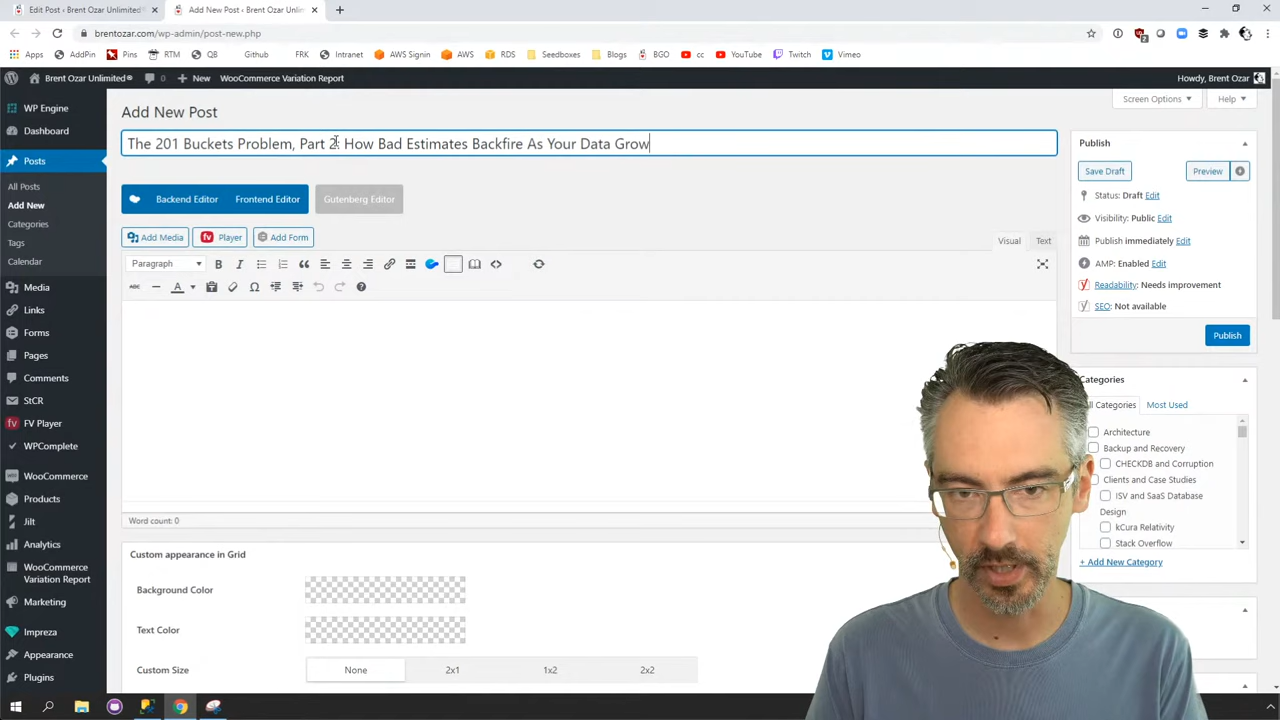 Edit Post ‹ Brent Ozar Unlimited®
Add New Post ‹ Brent Ozar Unlim
brentozar.com/wp-admin/post-new.php
Apps
AddPin
Pins
RTM
QB
Github
FRK
Intranet
AWS Signin
AWS
RDS
Seedboxes
Blogs
BGO
cc
YouTube
Twitch
Vimeo
Brent Ozar Unlimited®
0
New
WooCommerce Variation Report
Howdy, Brent Ozar
WP Engine
Dashboard
Posts
All Posts
Add New
Categories
Tags
Calendar
Media
Links
Forms
Pages
Comments
StCR
FV Player
WPComplete
WooCommerce
Products
Jilt
Analytics
WooCommerce
Variation Report
Marketing
Impreza
Appearance
Plugins
Add New Post
Screen Options
Help
The 201 Buckets Problem, Part 2: How Bad Estimates Backfire As Your Data Grow
Backend Editor
Frontend Editor
Gutenberg Editor
Add Media
Player
Add Form
Visual
Text
Paragraph
B
I
ABC
A
Word count: 0
Custom appearance in Grid
Background Color
Text Color
Custom Size
None
2x1
1x2
2x2
Publish
Save Draft
Preview
Status: Draft Edit
Visibility: Public Edit
Publish immediately Edit
AMP: Enabled Edit
Readability: Needs improvement
SEO: Not available
Publish
Categories
All Categories
Most Used
Architecture
Backup and Recovery
CHECKDB and Corruption
Clients and Case Studies
ISV and SaaS Database
Design
kCura Relativity
Stack Overflow
+ Add New Category